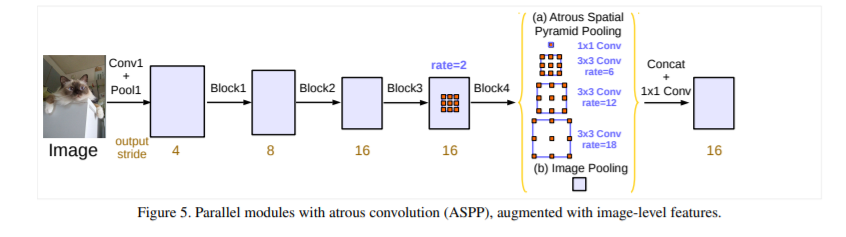 (a) Atrous Spatial
Pyramid Pooling
1x1 Conv
3x3 Conv
rate=6
3x3 Conv
rate=12
3x3 Conv
rate=18
(b) Image Pooling
Conv1
+
Pool1
Block1
Block2
Block3
rate=2
Block4
Concat
+
1x1 Conv
Image
output
stride
4
8
16
16
16
Figure 5. Parallel modules with atrous convolution (ASPP), augmented with image-level features.